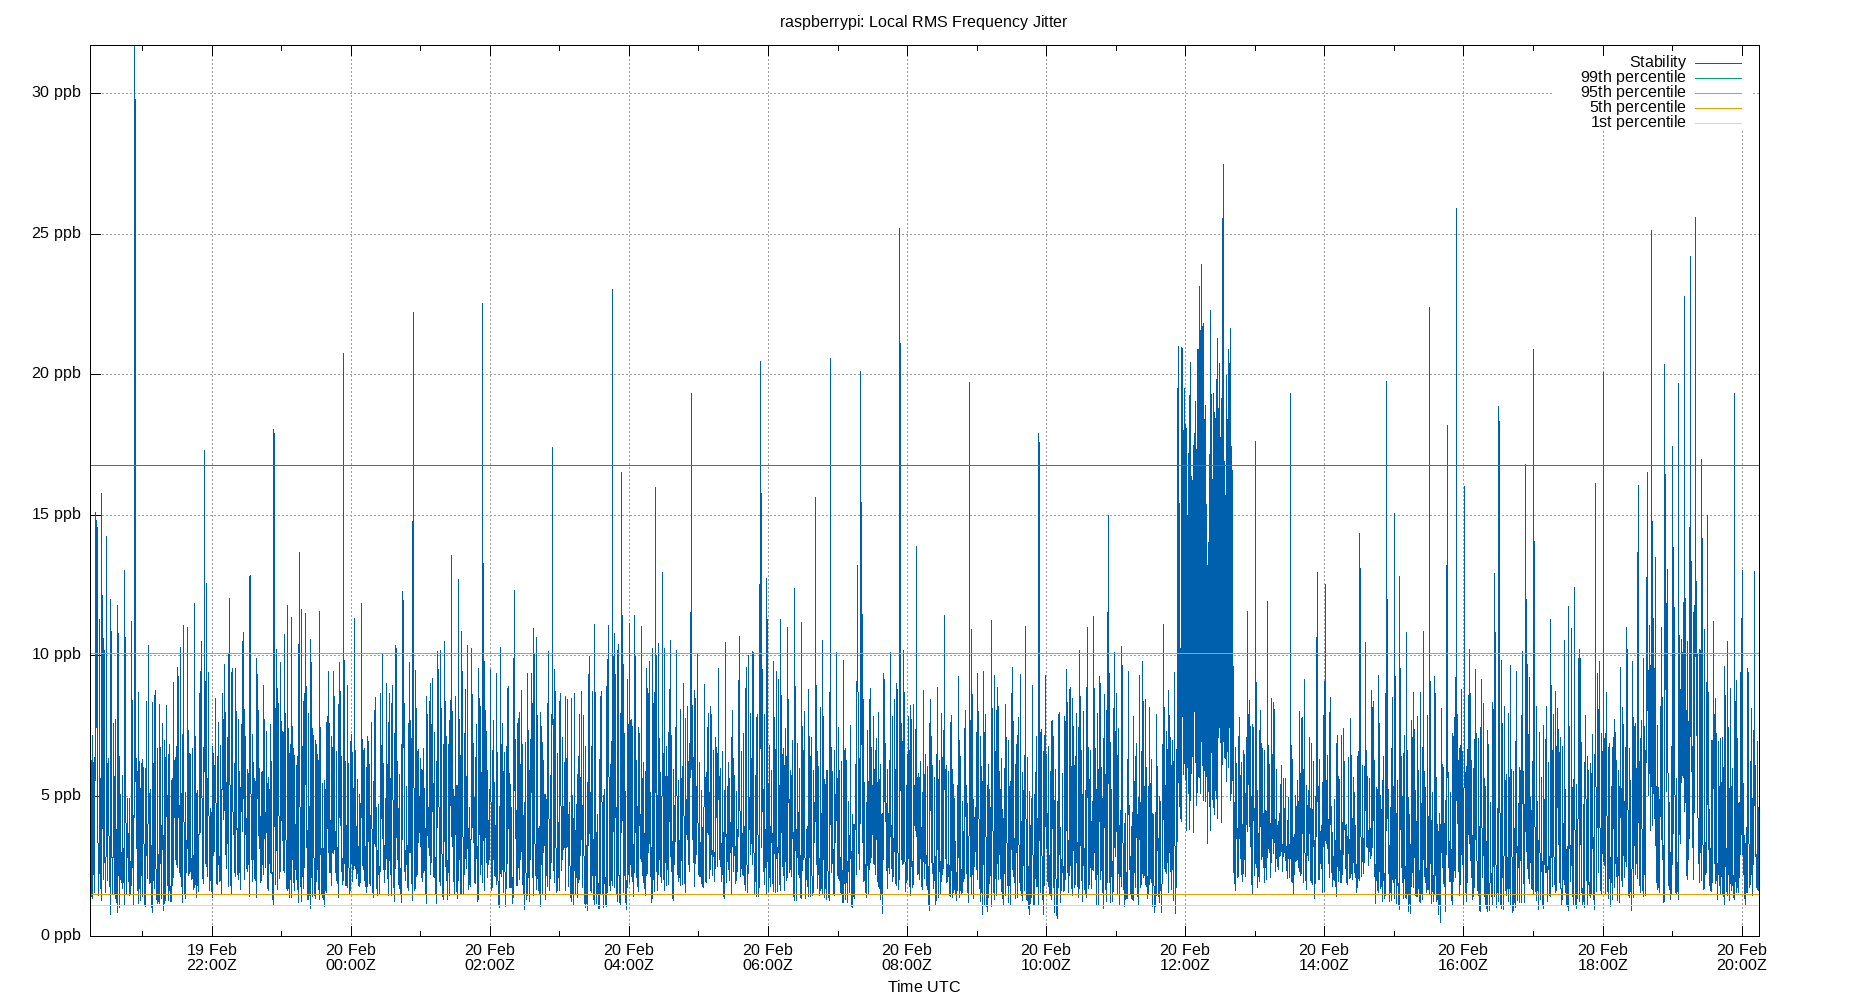 raspberrypi: Local RMS Frequency Jitter
Stability
99th percentile
95th percentile
5th percentile
1st percentile
30 ppb
25 ppb
20 ppb
15 ppb
10 ppb
5 ppb
0 ppb
19 Feb 20 Feb 20 Feb 20 Feb 20 Feb 20 Feb 20 Feb 20 Feb 20 Feb 20 Feb 20 Feb 20 Feb
22:00Z 00:00Z 02:00Z 04:00Z 06:00Z 08:00Z 10:00Z 12:00Z 14:00Z 16:00Z 18:00Z 20:00Z
Time UTC